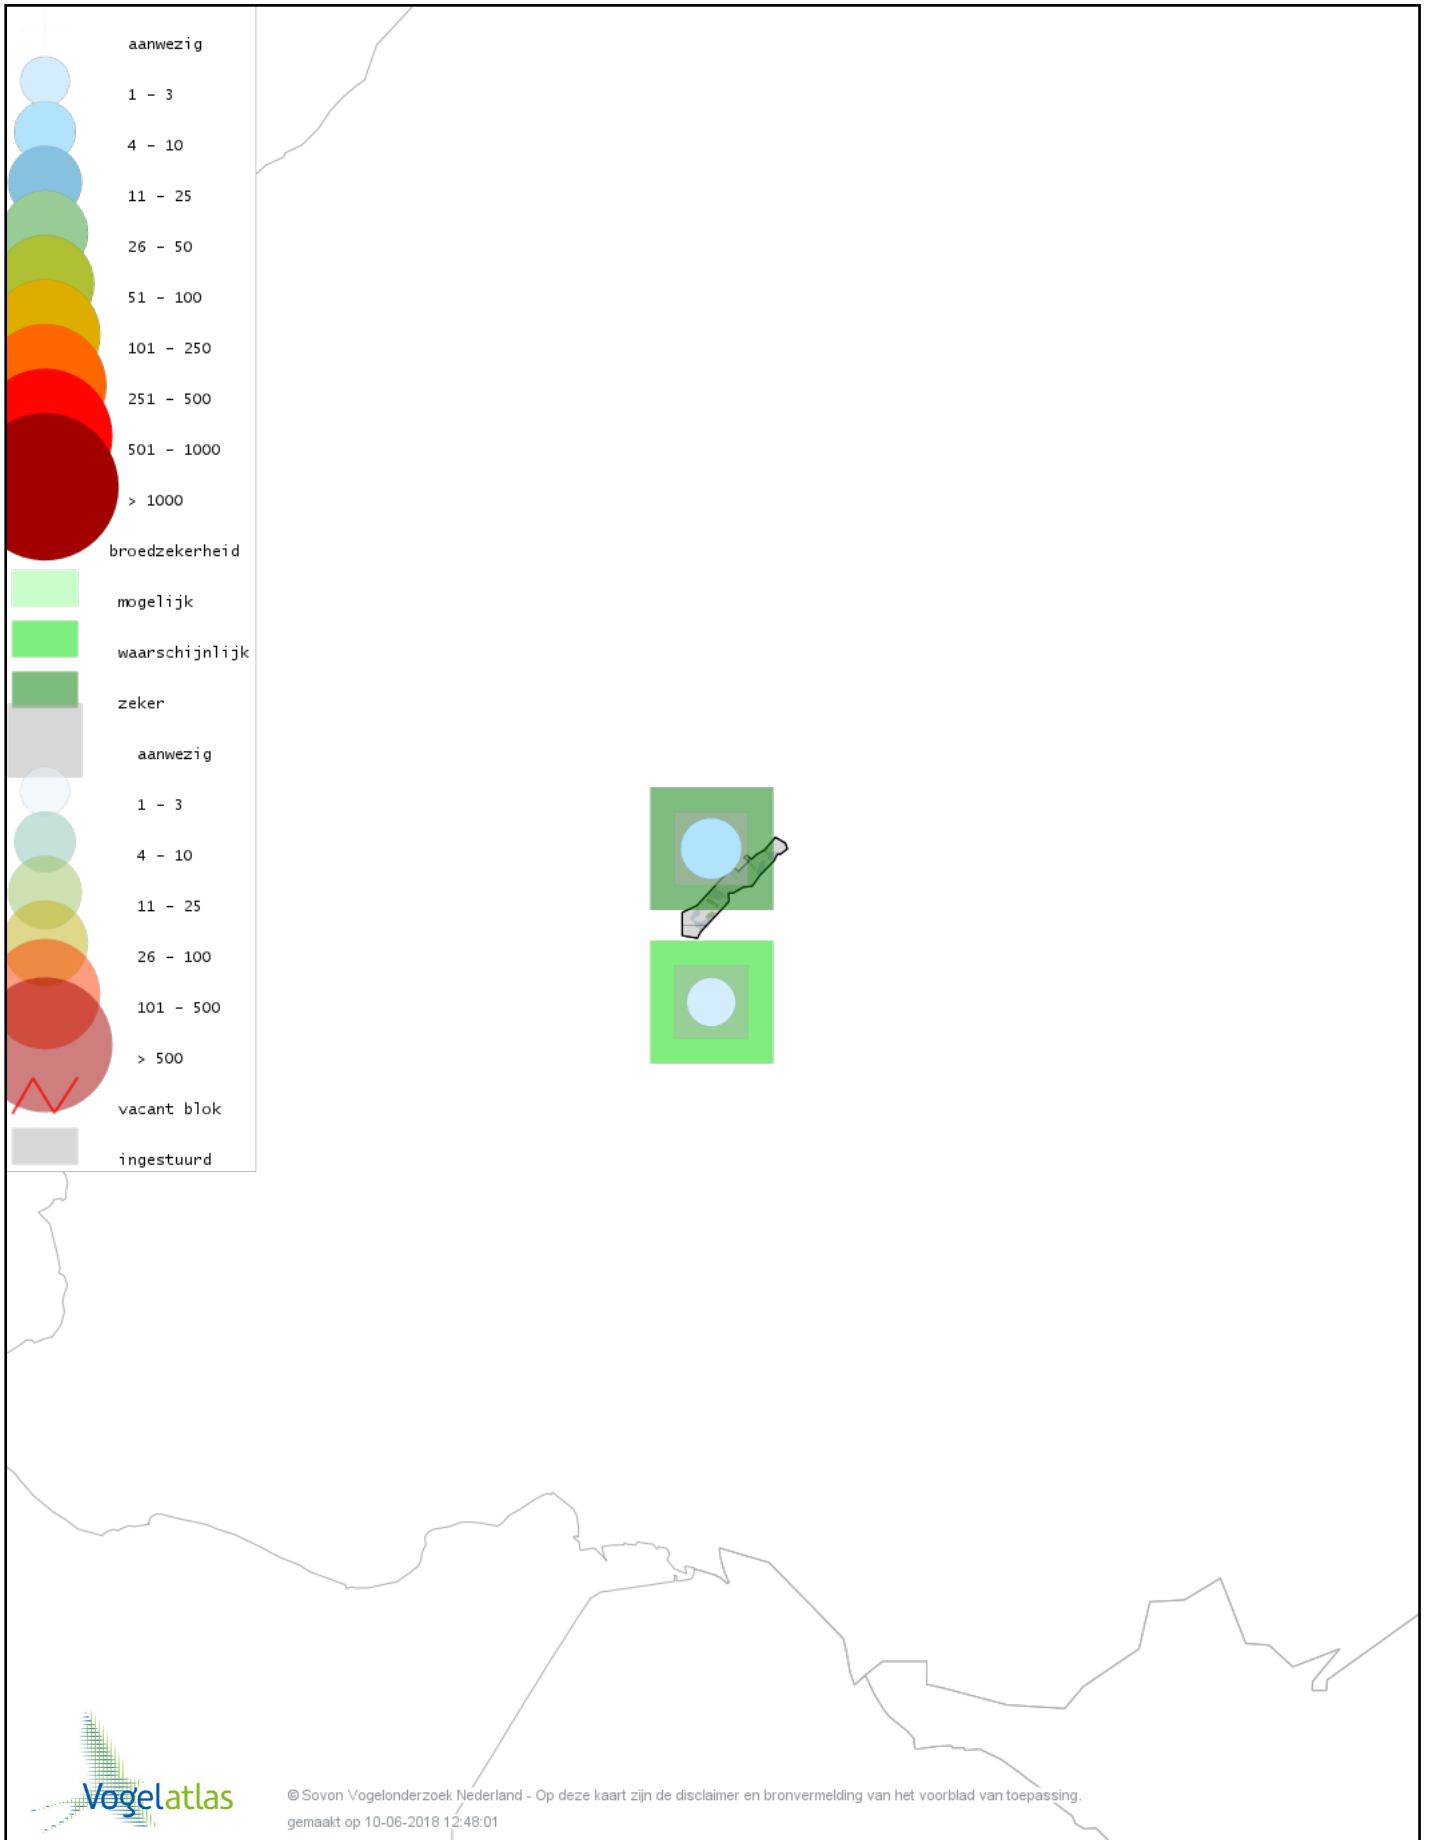 aanwezig
1 - 3
4 - 10
11 - 25
26 - 50
51 - 100
101 - 250
251 - 500
501 - 1000
> 1000
broedzekerheid
mogelijk
waarschijnlijk
zeker
aanwezig
1 - 3
4 - 10
11 - 25
26 - 100
101 - 500
> 500
vacant blok
ingestuurd
Vogelatlas
© Sovon Vogelonderzoek Nederland - Op deze kaart zijn de disclaimer en bronvermelding van het voorblad van toepassing.
gemaakt op 10-06-2018 12:48:01